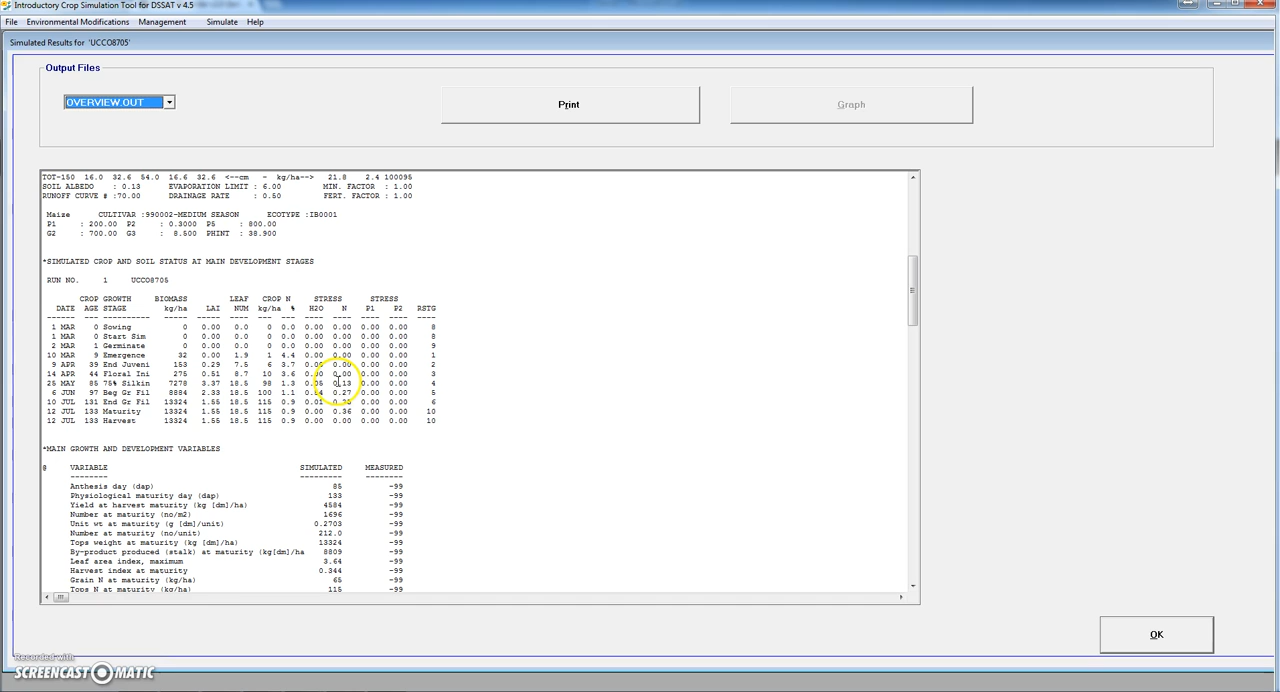 Introductory Crop Simulation Tool for DSSAT v 4.5
File Environmental Modifications Management Simulate Help
Simulated Results for 'UCCO8705'
Output Files
OVERVIEW.OUT
Print
Graph
TOT-150 16.0 32.6 54.0 16.6 32.6 <--cm - kg/ha--> 21.8 2.4 100095
SOIL ALBEDO : 0.13 EVAPORATION LIMIT : 6.00 MIN. FACTOR : 1.00
RUNOFF CURVE # :70.00 DRAINAGE RATE : 0.50 FERT. FACTOR : 1.00
Maize CULTIVAR :990002-MEDIUM SEASON ECOTYPE :IB0001
P1 : 200.00 P2 : 0.3000 P5 : 800.00
G2 : 700.00 G3 : 8.500 PHINT : 38.900
*SIMULATED CROP AND SOIL STATUS AT MAIN DEVELOPMENT STAGES
RUN NO. 1 UCCO8705
CROP GROWTH BIOMASS LEAF CROP N STRESS STRESS
DATE AGE STAGE kg/ha LAI NUM kg/ha % H2O N P1 P2 RSTG
------ --- ---------- ----- ----- ---- --- --- ---- ---- ---- ---- ----
1 MAR 0 Sowing 0 0.00 0.0 0 0.0 0.00 0.00 0.00 0.00 8
1 MAR 0 Start Sim 0 0.00 0.0 0 0.0 0.00 0.00 0.00 0.00 8
2 MAR 1 Germinate 0 0.00 0.0 0 0.0 0.00 0.00 0.00 0.00 9
10 MAR 9 Emergence 32 0.00 1.9 1 4.4 0.00 0.00 0.00 0.00 1
9 APR 39 End Juveni 153 0.29 7.5 6 3.7 0.00 0.00 0.00 0.00 2
14 APR 44 Floral Ini 275 0.51 8.7 10 3.6 0.00 0.00 0.00 0.00 3
25 MAY 85 75% Silkin 7278 3.37 18.5 98 1.3 0.13 0.00 0.00 4
6 JUN 97 Beg Gr Fil 8884 2.33 18.5 100 1.1 0.27 0.00 0.00 5
10 JUL 131 End Gr Fil 13324 1.55 18.5 115 0.9 0.01 0.00 0.00 6
12 JUL 133 Maturity 13324 1.55 18.5 115 0.9 0.00 0.36 0.00 0.00 10
12 JUL 133 Harvest 13324 1.55 18.5 115 0.9 0.00 0.00 0.00 0.00 10
*MAIN GROWTH AND DEVELOPMENT VARIABLES
@ VARIABLE SIMULATED MEASURED
-------- --------- --------
Anthesis day (dap) 85 -99
Physiological maturity day (dap) 133 -99
Yield at harvest maturity (kg [dm]/ha) 4584 -99
Number at maturity (no/m2) 1696 -99
Unit wt at maturity (g [dm]/unit) 0.2703 -99
Number at maturity (no/unit) 212.0 -99
Tops weight at maturity (kg [dm]/ha) 13324 -99
By-product produced (stalk) at maturity (kg[dm]/ha 8809 -99
Leaf area index, maximum 3.64 -99
Harvest index at maturity 0.344 -99
Grain N at maturity (kg/ha) 65 -99
Tops N at maturity (kg/ha) 115 -99
OK
Recorded with
SCREENCAST-O-MATIC